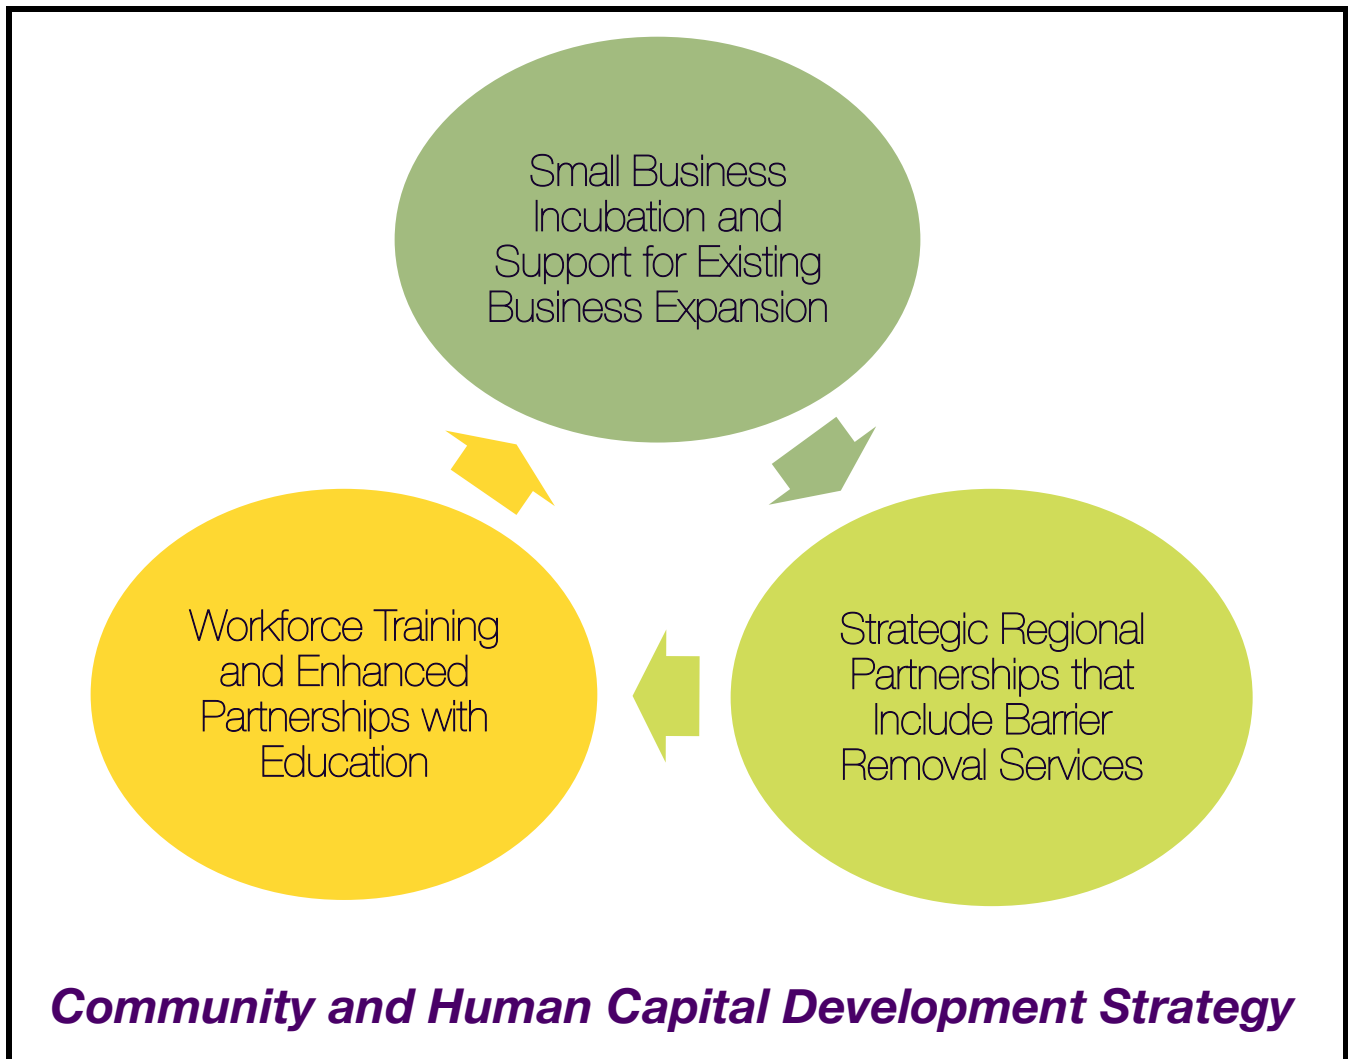 Small Business
Incubation and
Support for Existing
Business Expansion
Workforce Training
and Enhanced
Partnerships with
Education
Strategic Regional
Partnerships that
Include Barrier
Removal Services
Community and Human Capital Development Strategy